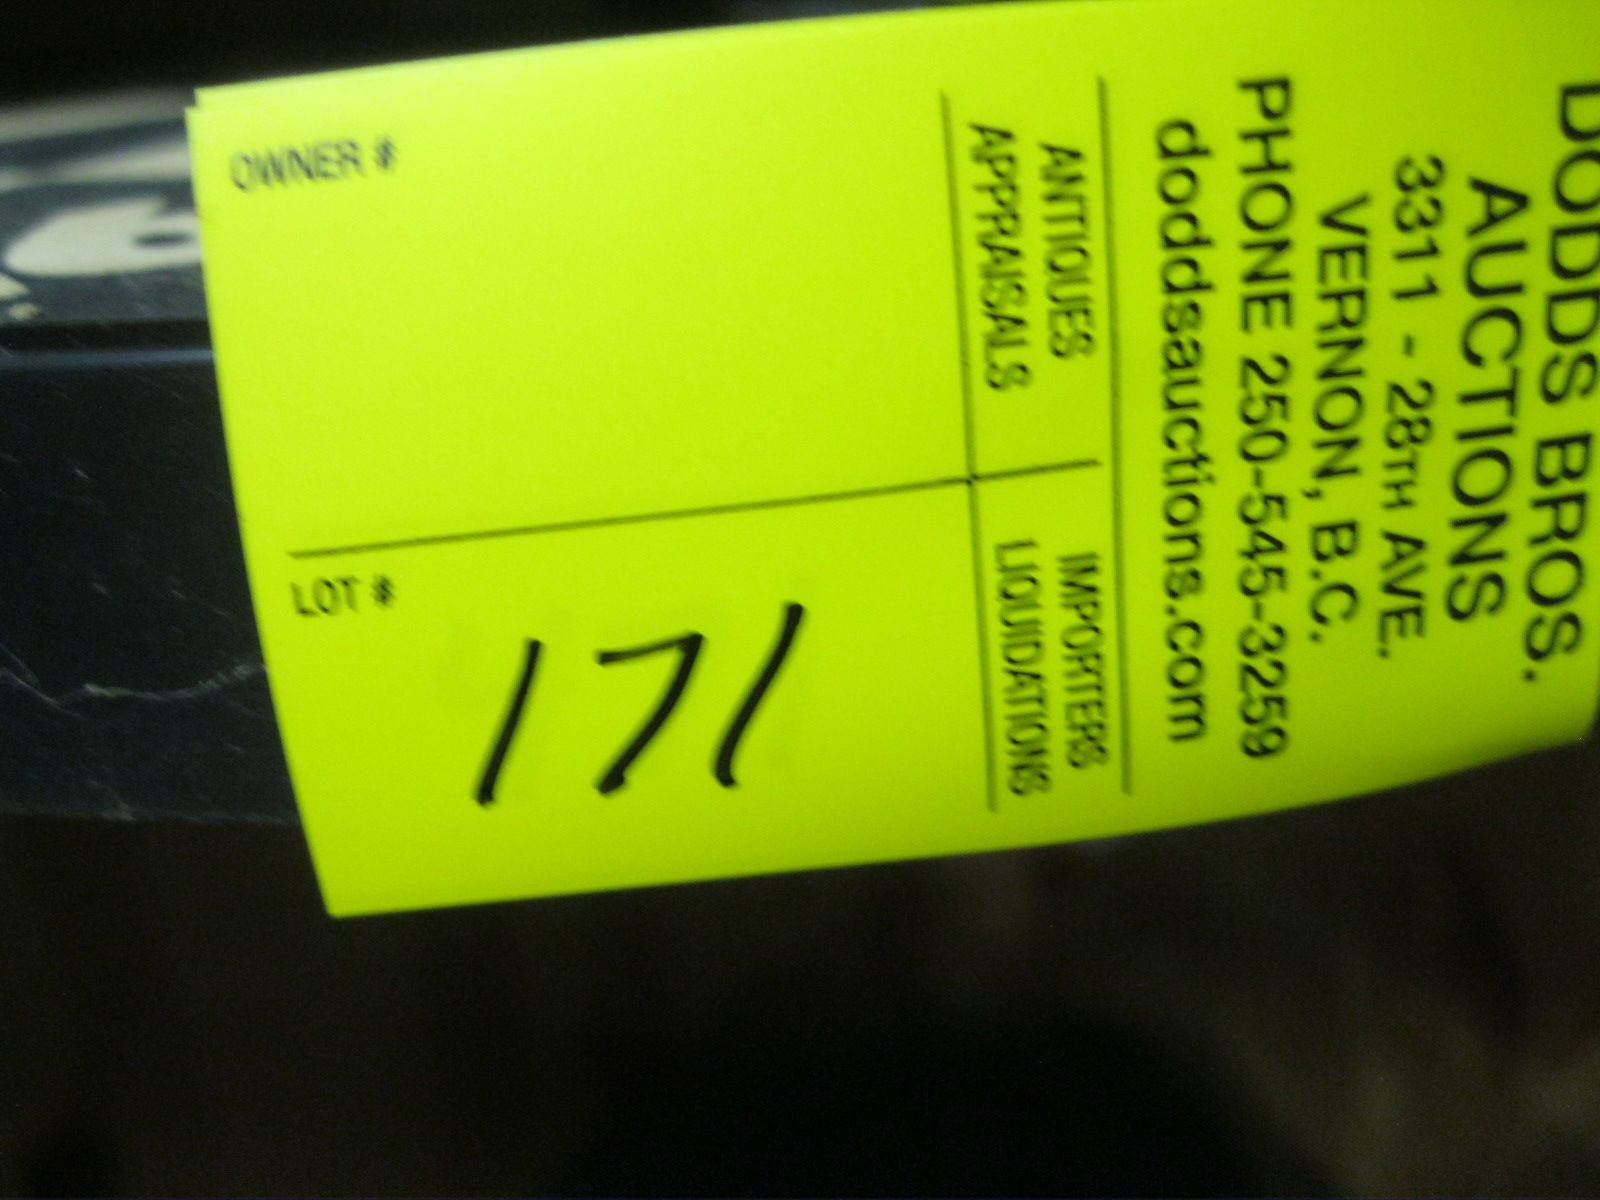 DODDS BROS.
AUCTIONS
3311 - 28TH AVE.
VERNON, B.C.
PHONE 250-545-3259
doddsauctions.com
ANTIQUES
APPRAISALS
IMPORTERS
LIQUIDATIONS
OWNER #
LOT #
171